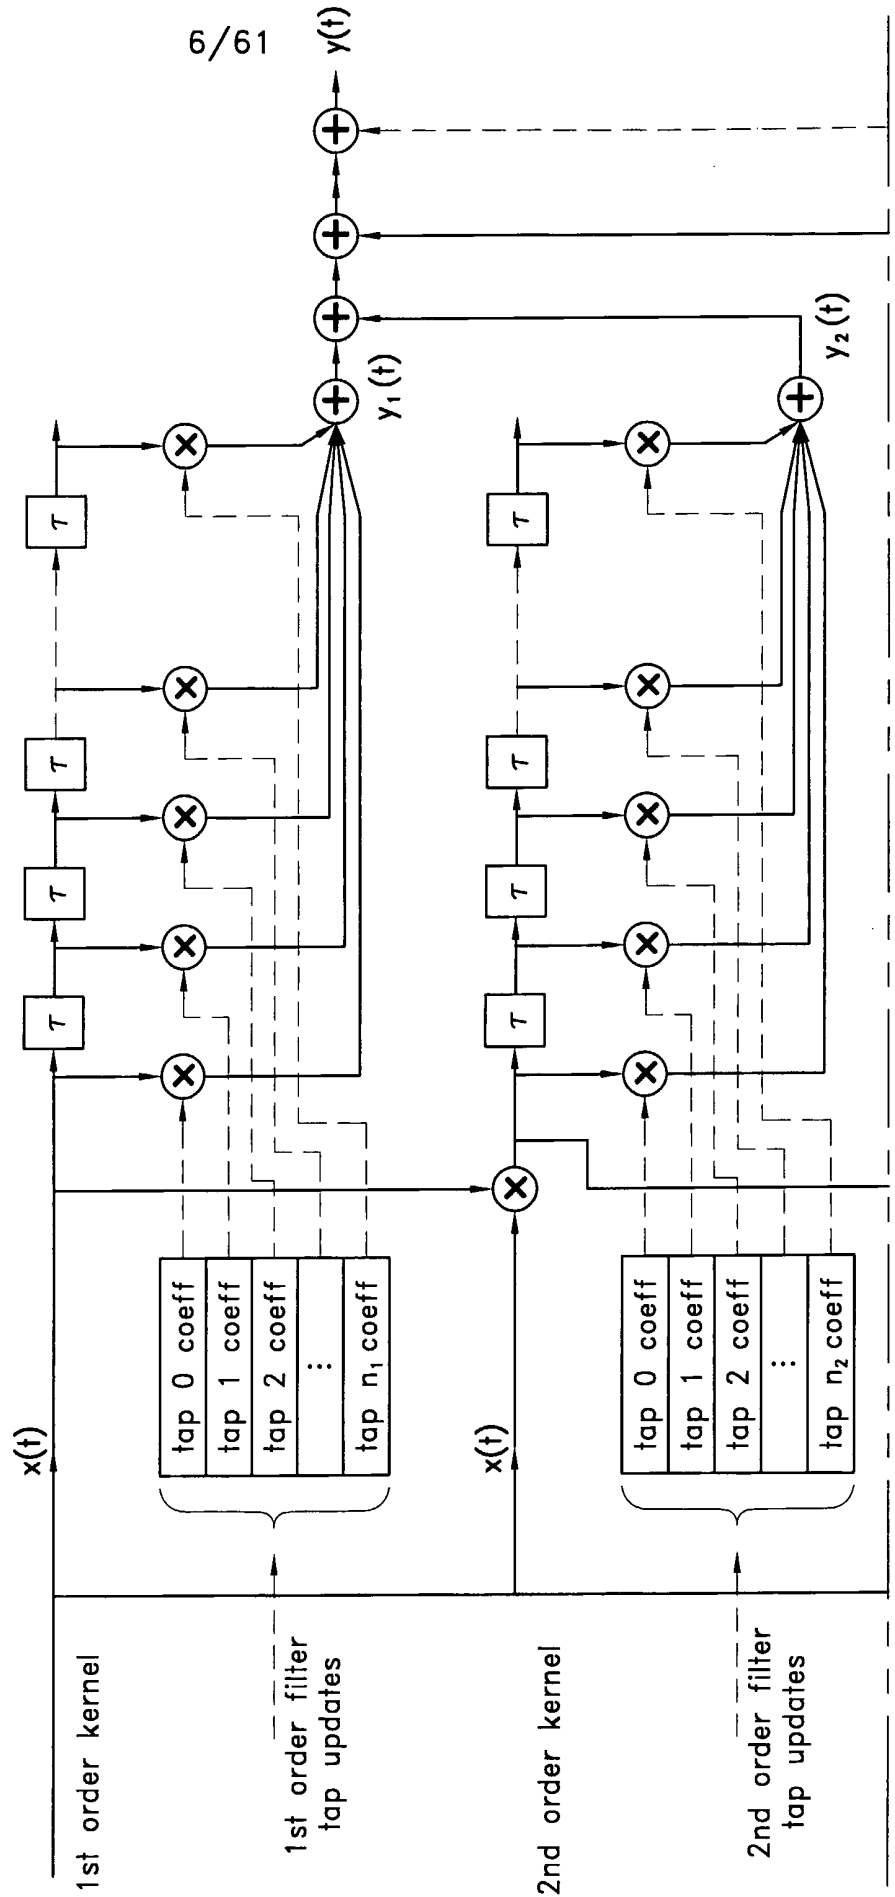 6/61
x(t)
τ
τ
τ
τ
y₁(t)
y(t)
1st order kernel
tap 0 coeff
tap 1 coeff
tap 2 coeff
...
tap n₁ coeff
1st order filter
tap updates
x(t)
τ
τ
τ
τ
y₂(t)
2nd order kernel
tap 0 coeff
tap 1 coeff
tap 2 coeff
...
tap n₂ coeff
2nd order filter
tap updates